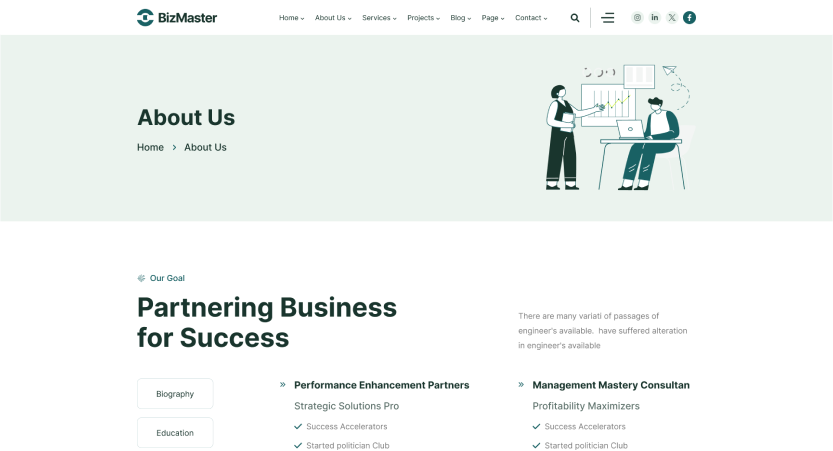 BizMaster
Home About Us Services Projects Blog Page Contact
About Us
Home About Us
Our Goal
Partnering Business
for Success
There are many variati of passages of
engineer's available. have suffered alteration
in engineer's available
Biography
Education
Performance Enhancement Partners
Strategic Solutions Pro
Success Accelerators
Started politician Club
Management Mastery Consultan
Profitability Maximizers
Success Accelerators
Started politician Club